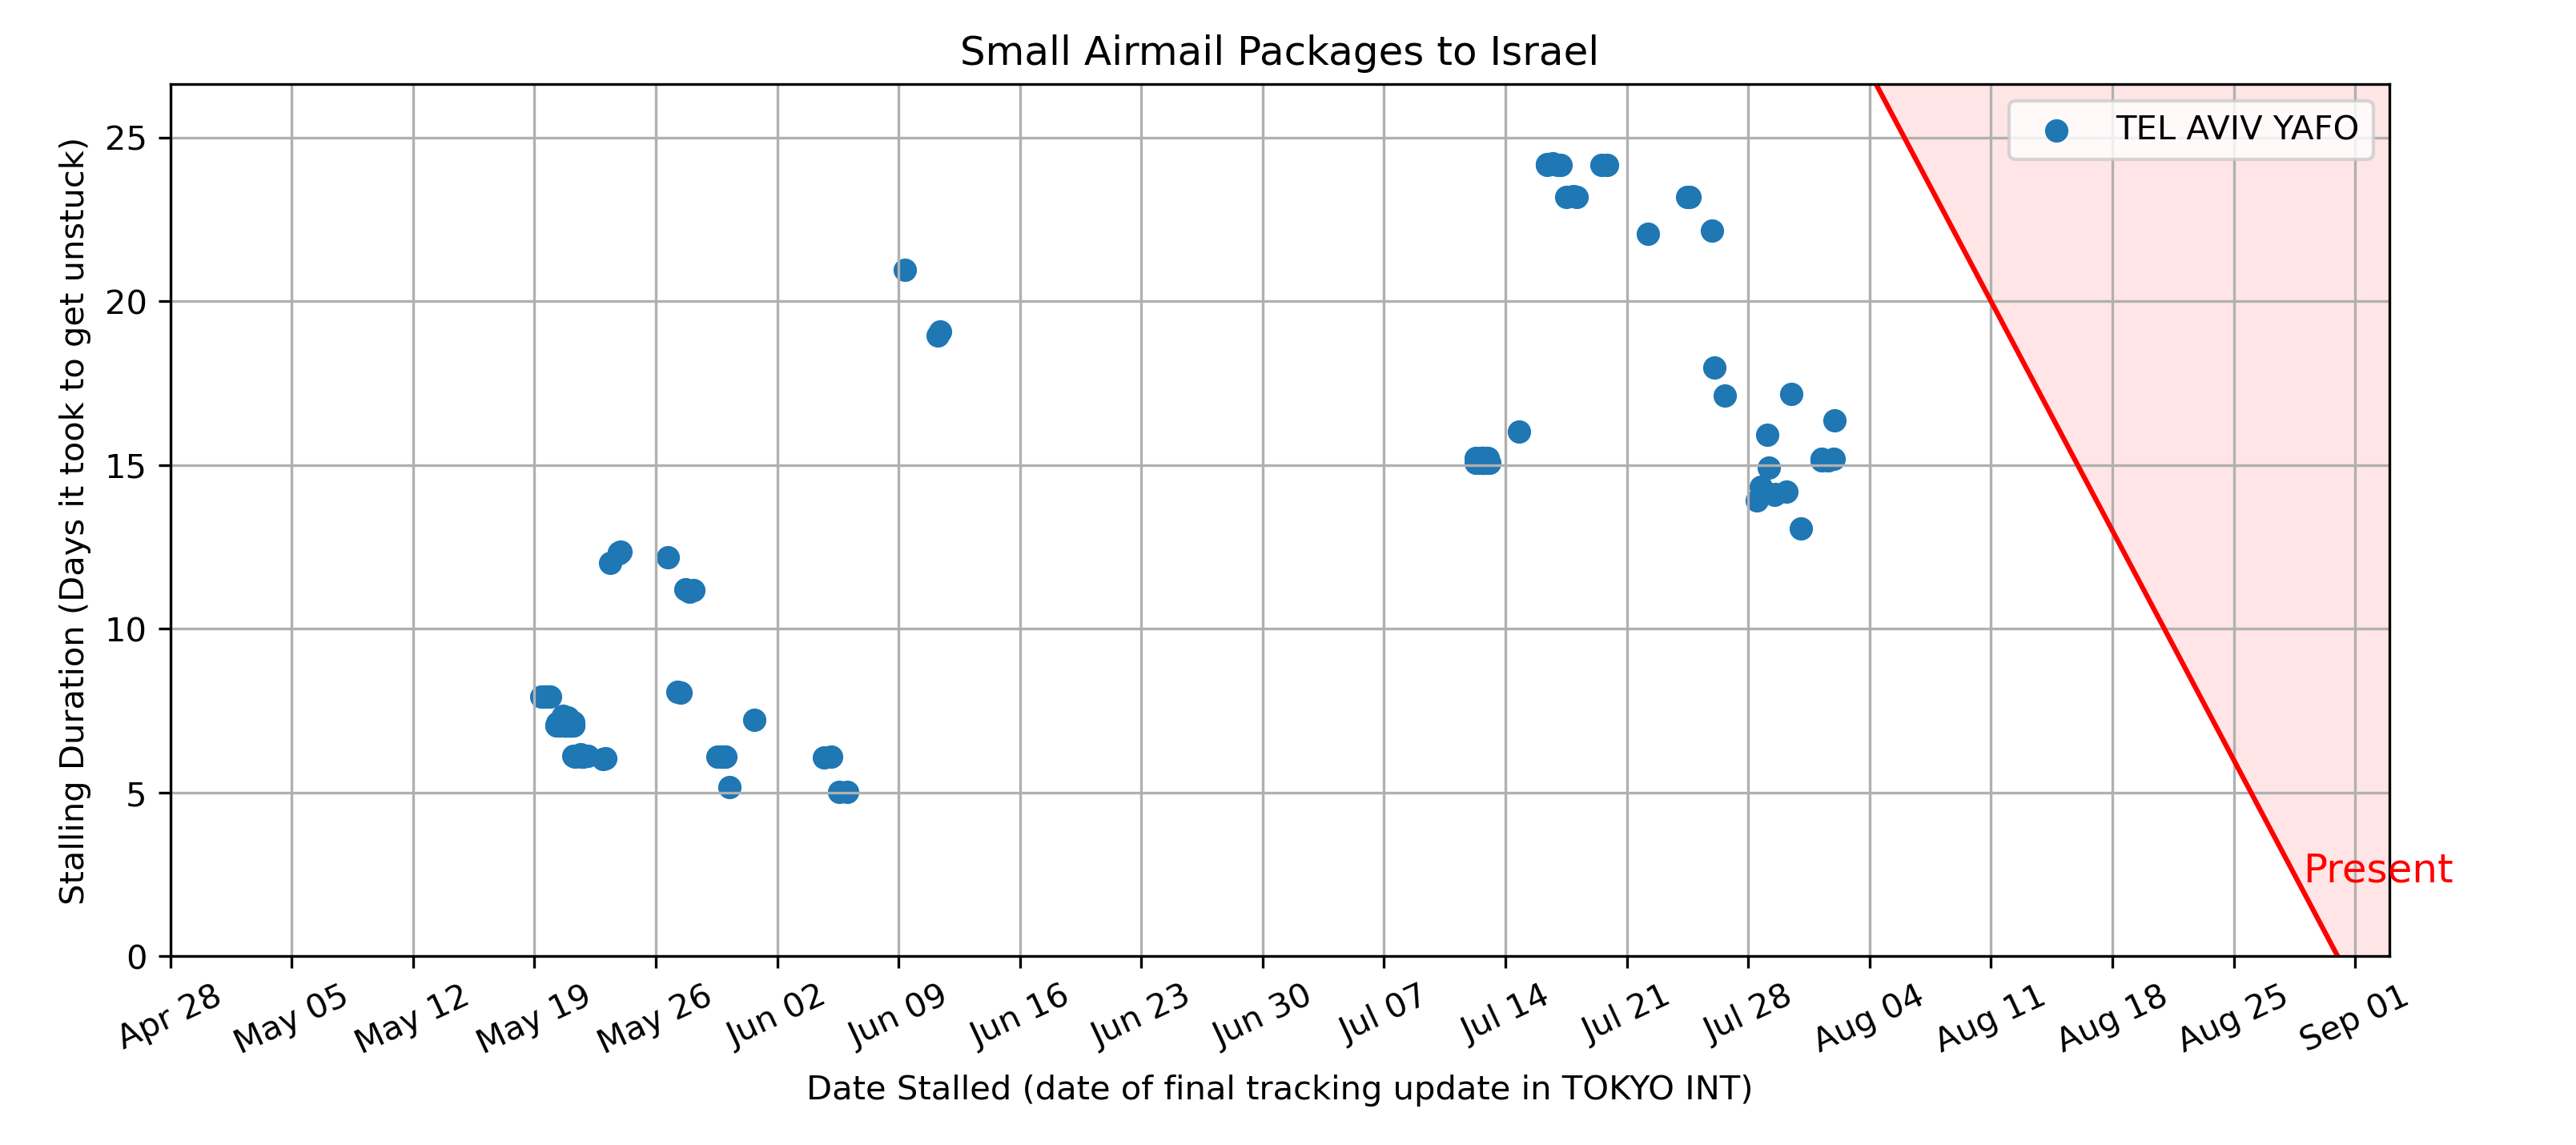 Small Airmail Packages to Israel
TEL AVIV YAFO
Stalling Duration (Days it took to get unstuck)
25
20
15
10
5
0
Present
Apr 28 May 05 May 12 May 19 May 26 Jun 02 Jun 09 Jun 16 Jun 23 Jun 30 Jul 07 Jul 14 Jul 21 Jul 28 Aug 04 Aug 11 Aug 18 Aug 25 Sep 01
Date Stalled (date of final tracking update in TOKYO INT)